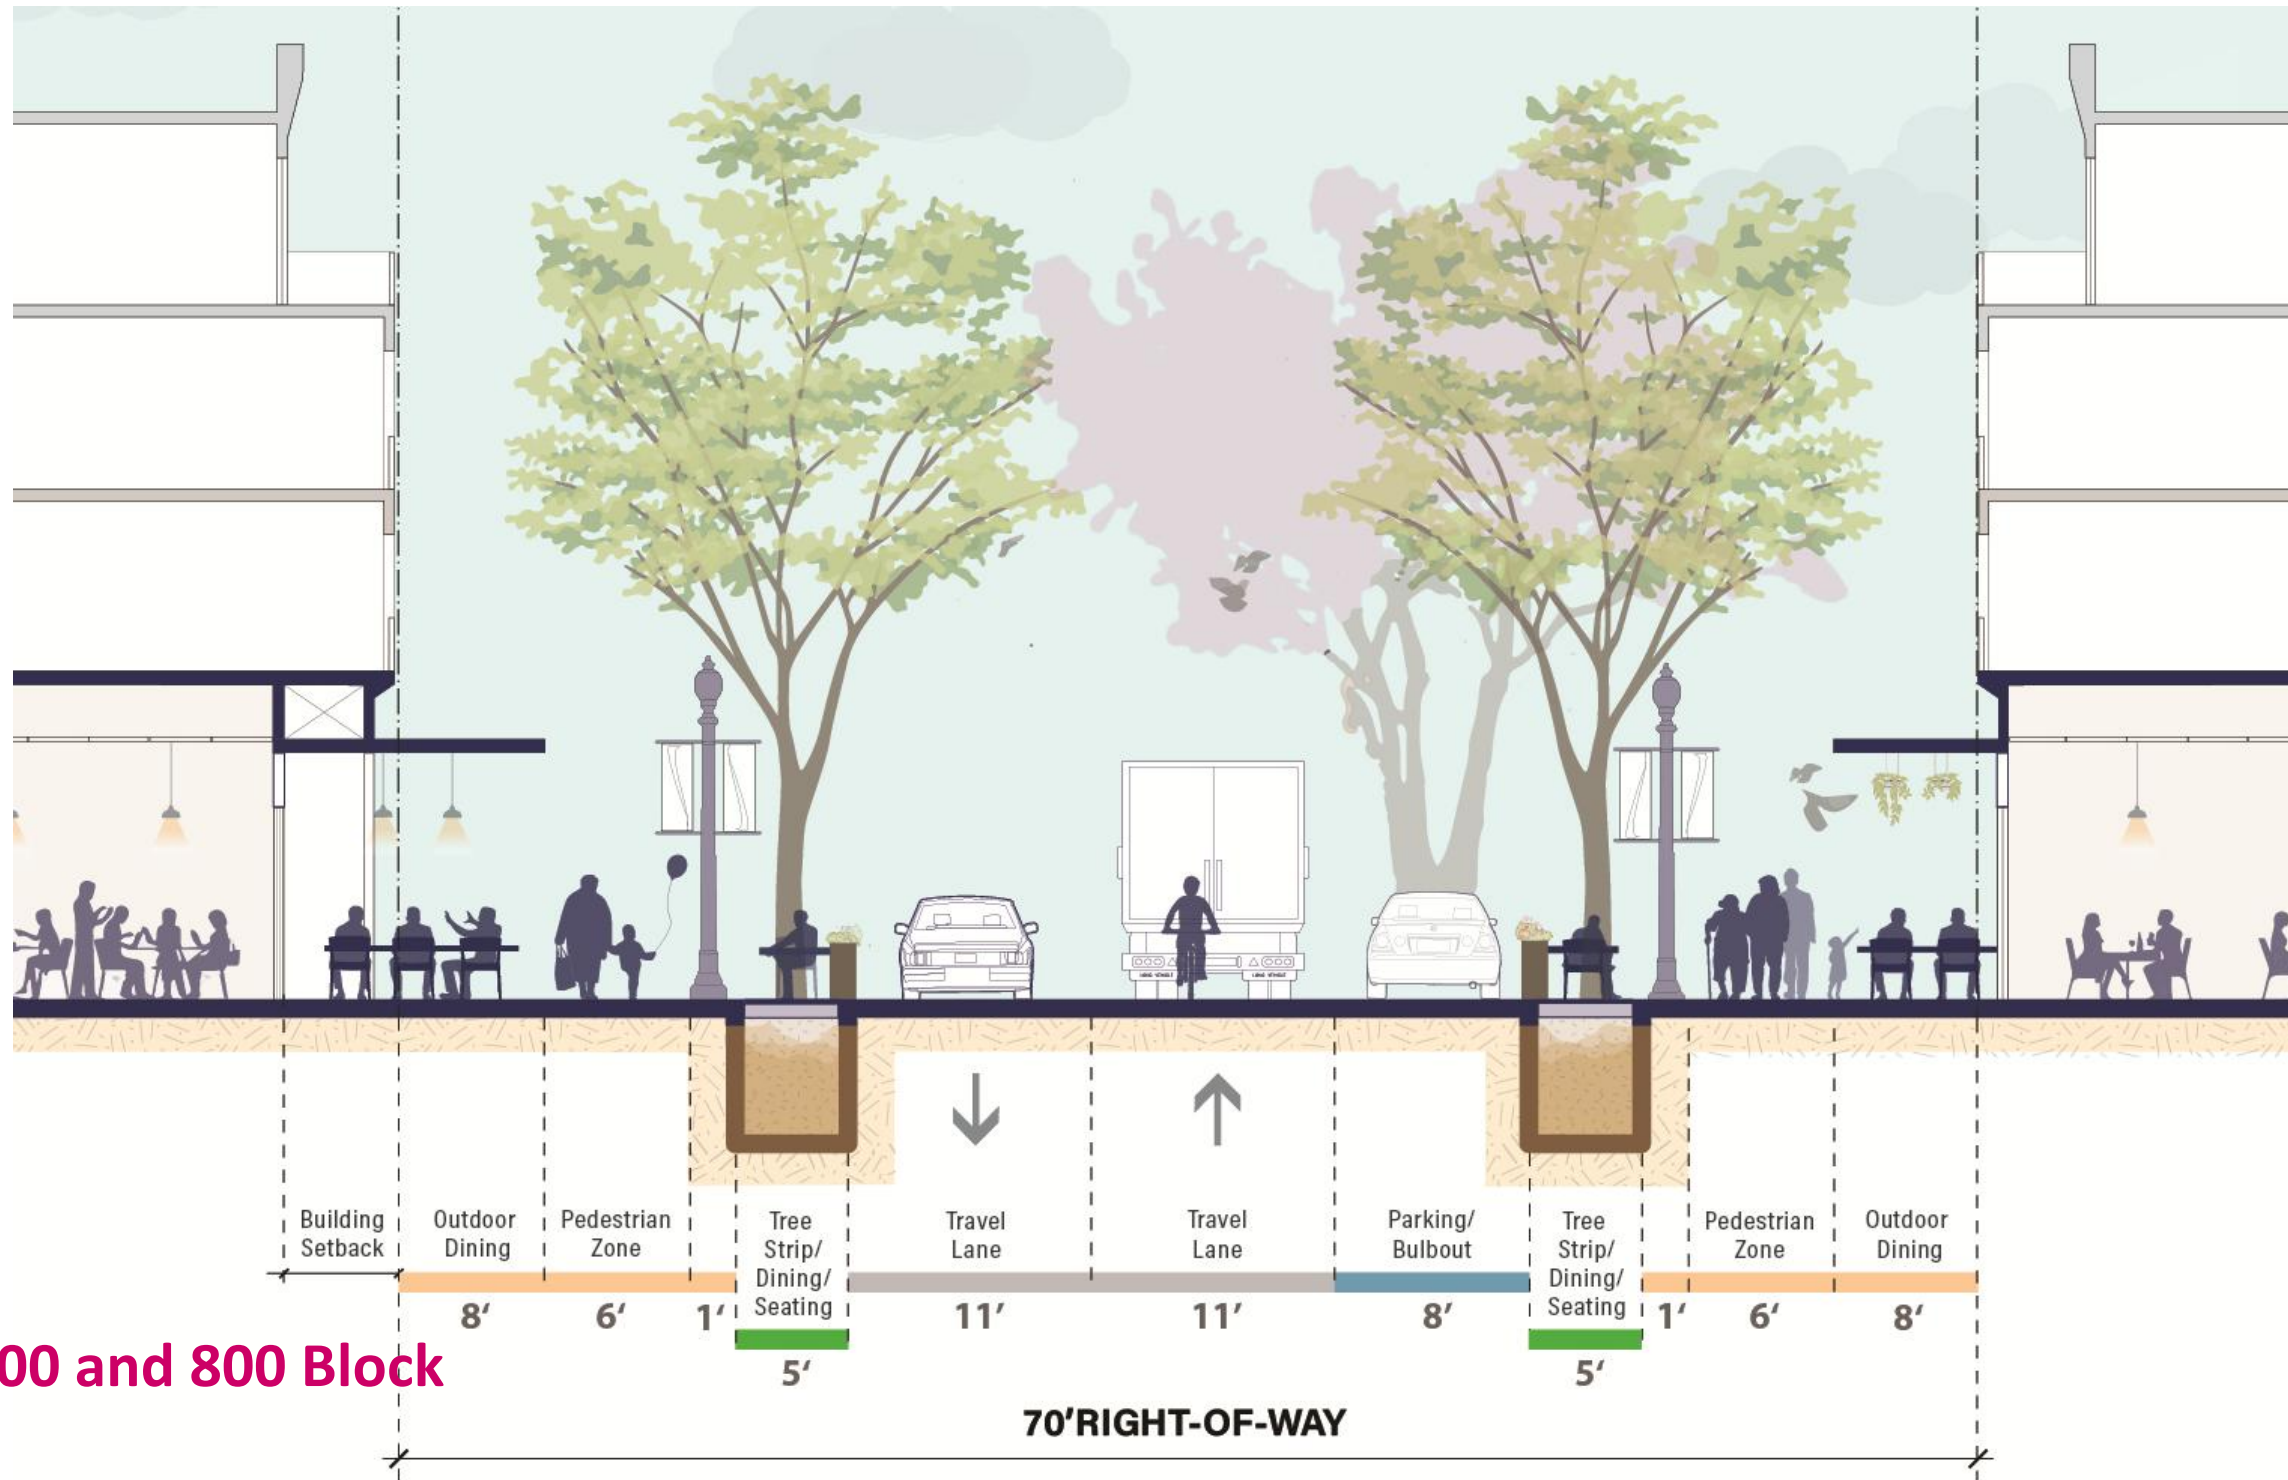 Building
Setback
Outdoor
Dining
Pedestrian
Zone
Tree
Strip/
Dining/
Seating
Travel
Lane
Travel
Lane
Parking/
Bulbout
Tree
Strip/
Dining/
Seating
Pedestrian
Zone
Outdoor
Dining
8‘
6‘
1‘
5‘
11’
11’
8‘
5‘
1‘
6‘
8‘
00 and 800 Block
70'RIGHT-OF-WAY